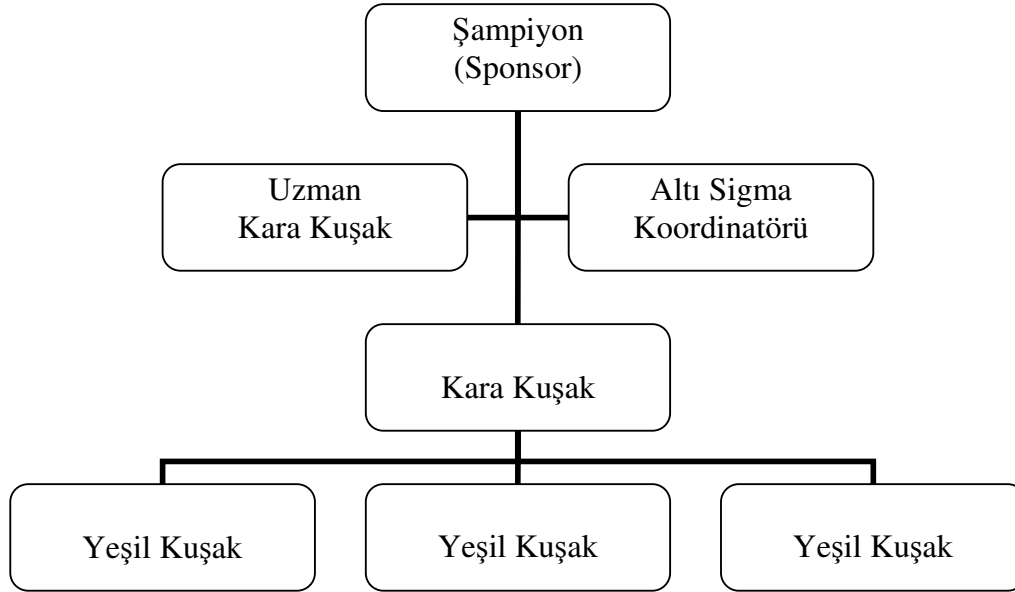 Şampiyon
(Sponsor)
Uzman
Kara Kuşak
Altı Sigma
Koordinatörü
Kara Kuşak
Yeşil Kuşak
Yeşil Kuşak
Yeşil Kuşak